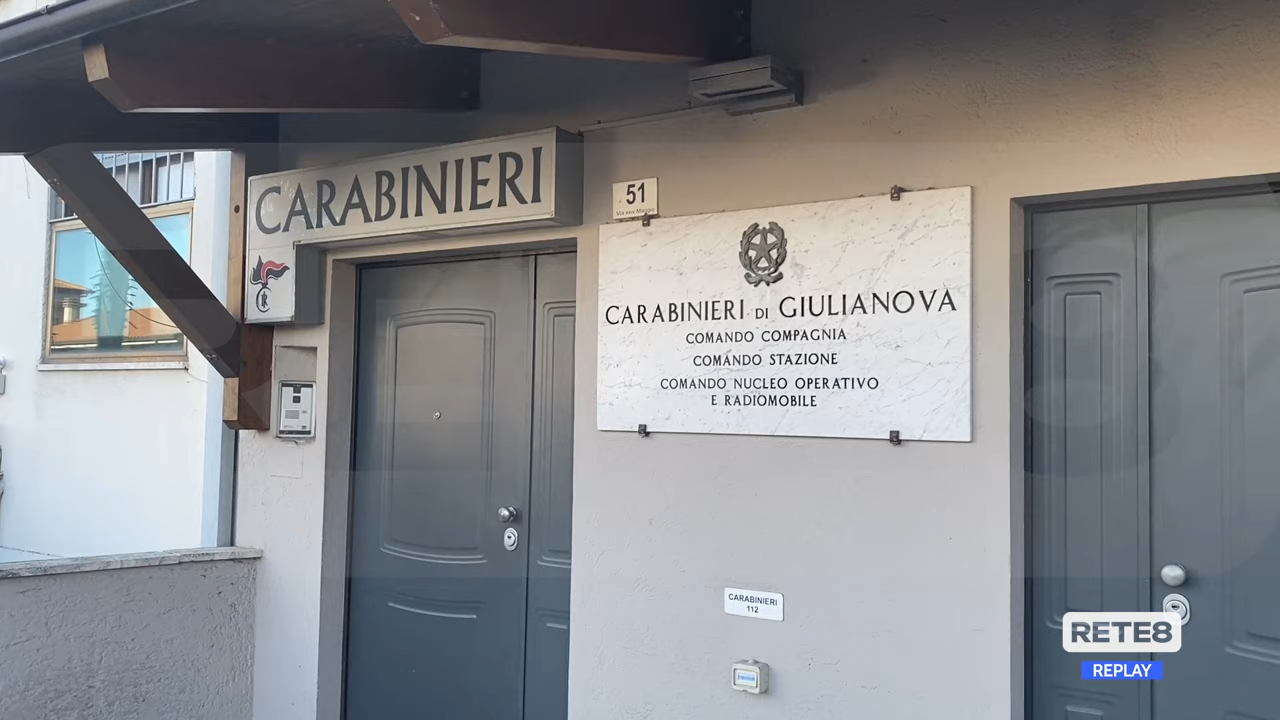 CARABINIERI
51
CARABINIERI DI GIULIANOVA
COMANDO COMPAGNIA
COMANDO STAZIONE
COMANDO NUCLEO OPERATIVO
E RADIOMOBILE
CARABINIERI
112
RETE8
REPLAY